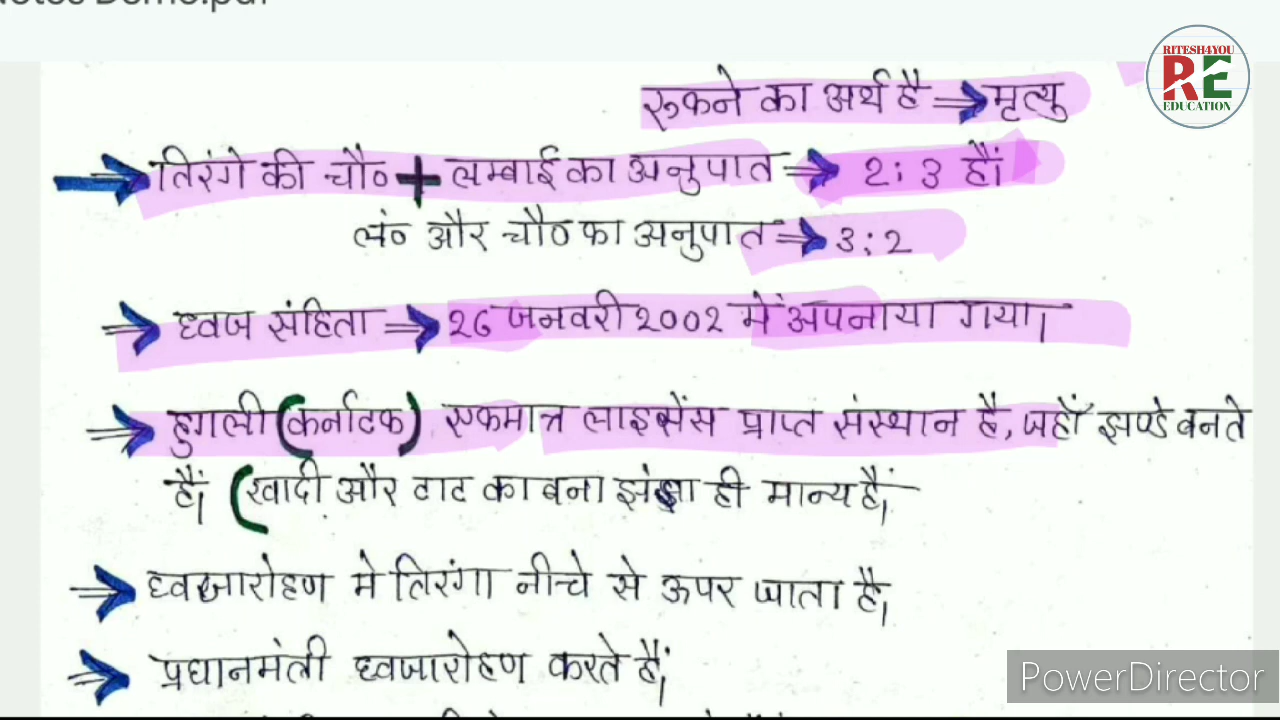 Notes Demo.pdf
RITESH4YOU
RE
EDUCATION
रुकने का अर्थ है ⇒ मृत्यु
⇒ तिरंगे की चौ० + लम्बाई का अनुपात ⇒ 2:3 हैं।
लं० और चौ० का अनुपात ⇒ 3:2
⇒ ध्वज संहिता ⇒ 26 जनवरी 2002 में अपनाया गया।
⇒ हुगली (कर्नाटक) एकमात्र लाइसेंस प्राप्त संस्थान है, जहाँ झण्डे बनते
हैं। (खादी और टाट का बना झंडा ही मान्य है।
⇒ ध्वजारोहण मे तिरंगा नीचे से ऊपर जाता है।
⇒ प्रधानमंत्री ध्वजारोहण करते हैं।
PowerDirector